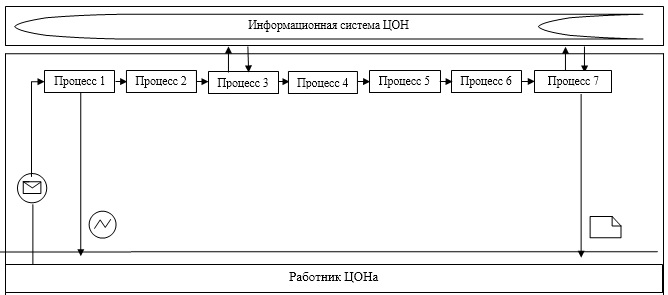 Информационная система ЦОН
Процесс 1
Процесс 2
Процесс 3
Процесс 4
Процесс 5
Процесс 6
Процесс 7
Работник ЦОНа